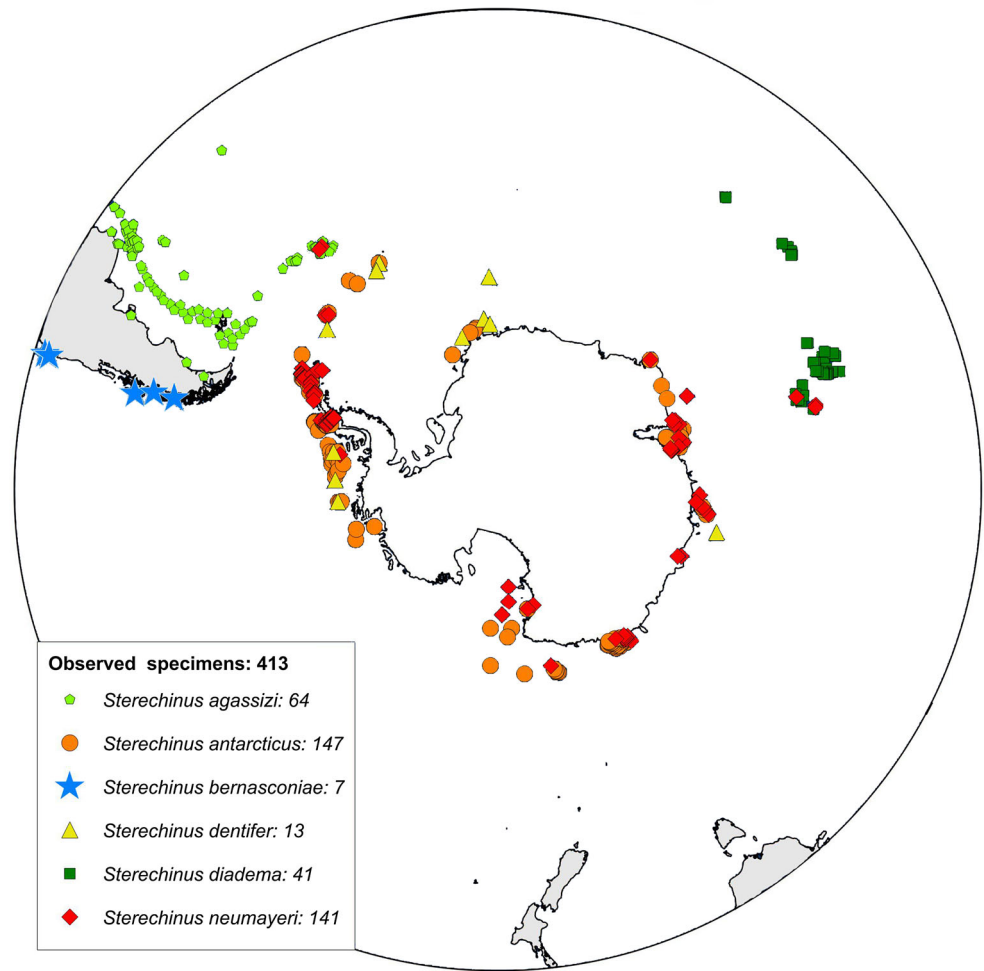 Observed specimens: 413
Sterechinus agassizi: 64
Sterechinus antarcticus: 147
Sterechinus bernasconiae: 7
Sterechinus dentifer: 13
Sterechinus diadema: 41
Sterechinus neumayeri: 141